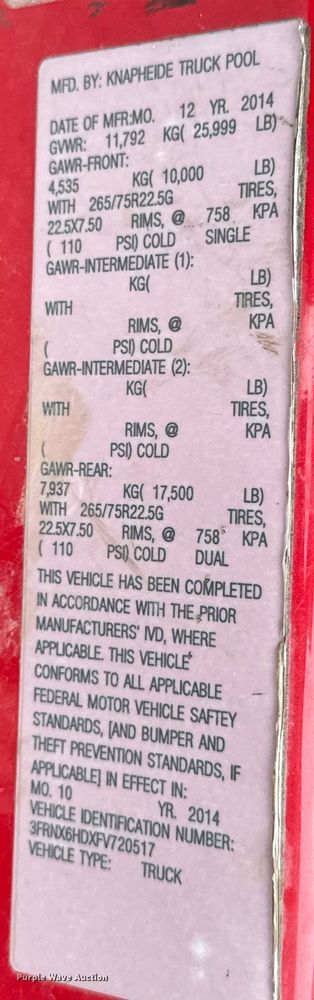 MFD. BY: KNAPHEIDE TRUCK POOL
DATE OF MFR:MO. 12 YR. 2014
GVWR: 11,792 KG( 25,999 LB)
GAWR-FRONT:
4,535 KG( 10,000 LB)
WITH 265/75R22.5G TIRES,
22.5X7.50 RIMS, @ 758 KPA
( 110 PSI) COLD SINGLE
GAWR-INTERMEDIATE (1):
KG( LB)
WITH TIRES,
RIMS, @ KPA
( PSI) COLD
GAWR-INTERMEDIATE (2):
KG( LB)
WITH TIRES,
RIMS, @ KPA
( PSI) COLD
GAWR-REAR:
7,937 KG( 17,500 LB)
WITH 265/75R22.5G TIRES,
22.5X7.50 RIMS, @ 758 KPA
( 110 PSI) COLD DUAL
THIS VEHICLE HAS BEEN COMPLETED
IN ACCORDANCE WITH THE PRIOR
MANUFACTURERS' IVD, WHERE
APPLICABLE. THIS VEHICLE
CONFORMS TO ALL APPLICABLE
FEDERAL MOTOR VEHICLE SAFTEY
STANDARDS, [AND BUMPER AND
THEFT PREVENTION STANDARDS, IF
APPLICABLE] IN EFFECT IN:
MO. 10 YR. 2014
VEHICLE IDENTIFICATION NUMBER:
3FRNX6HDXFV720517
VEHICLE TYPE: TRUCK
Purple Wave Auction